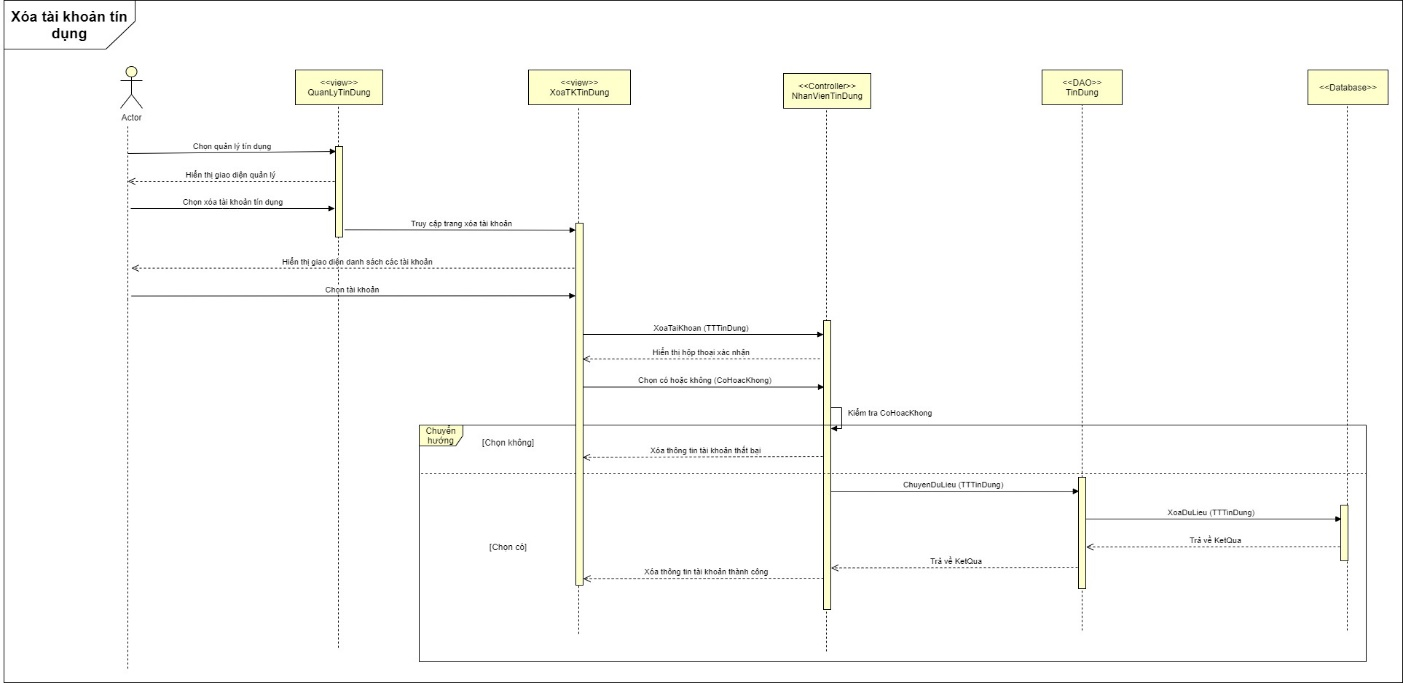 Xóa tài khoản tín
dụng
Actor
<<view>>
QuanLyTinDung
<<view>>
XoaTKTinDung
<<Controller>>
NhanVienTinDung
<<DAO>>
TinDung
<<Database>>
Chọn quản lý tín dụng
Hiển thị giao diện quản lý
Chọn xóa tài khoản tín dụng
Truy cập trang xóa tài khoản
Hiển thị giao diện danh sách các tài khoản
Chọn tài khoản
XoaTaiKhoan (TTTinDung)
Hiển thị hộp thoại xác nhận
Chọn có hoặc không (CoHoacKhong)
Kiểm tra CoHoacKhong
Chuyển
hướng
[Chọn không]
Xóa thông tin tài khoản thất bại
ChuyenDuLieu (TTTinDung)
XoaDuLieu (TTTinDung)
Trả về KetQua
[Chọn có]
Trả về KetQua
Xóa thông tin tài khoản thành công